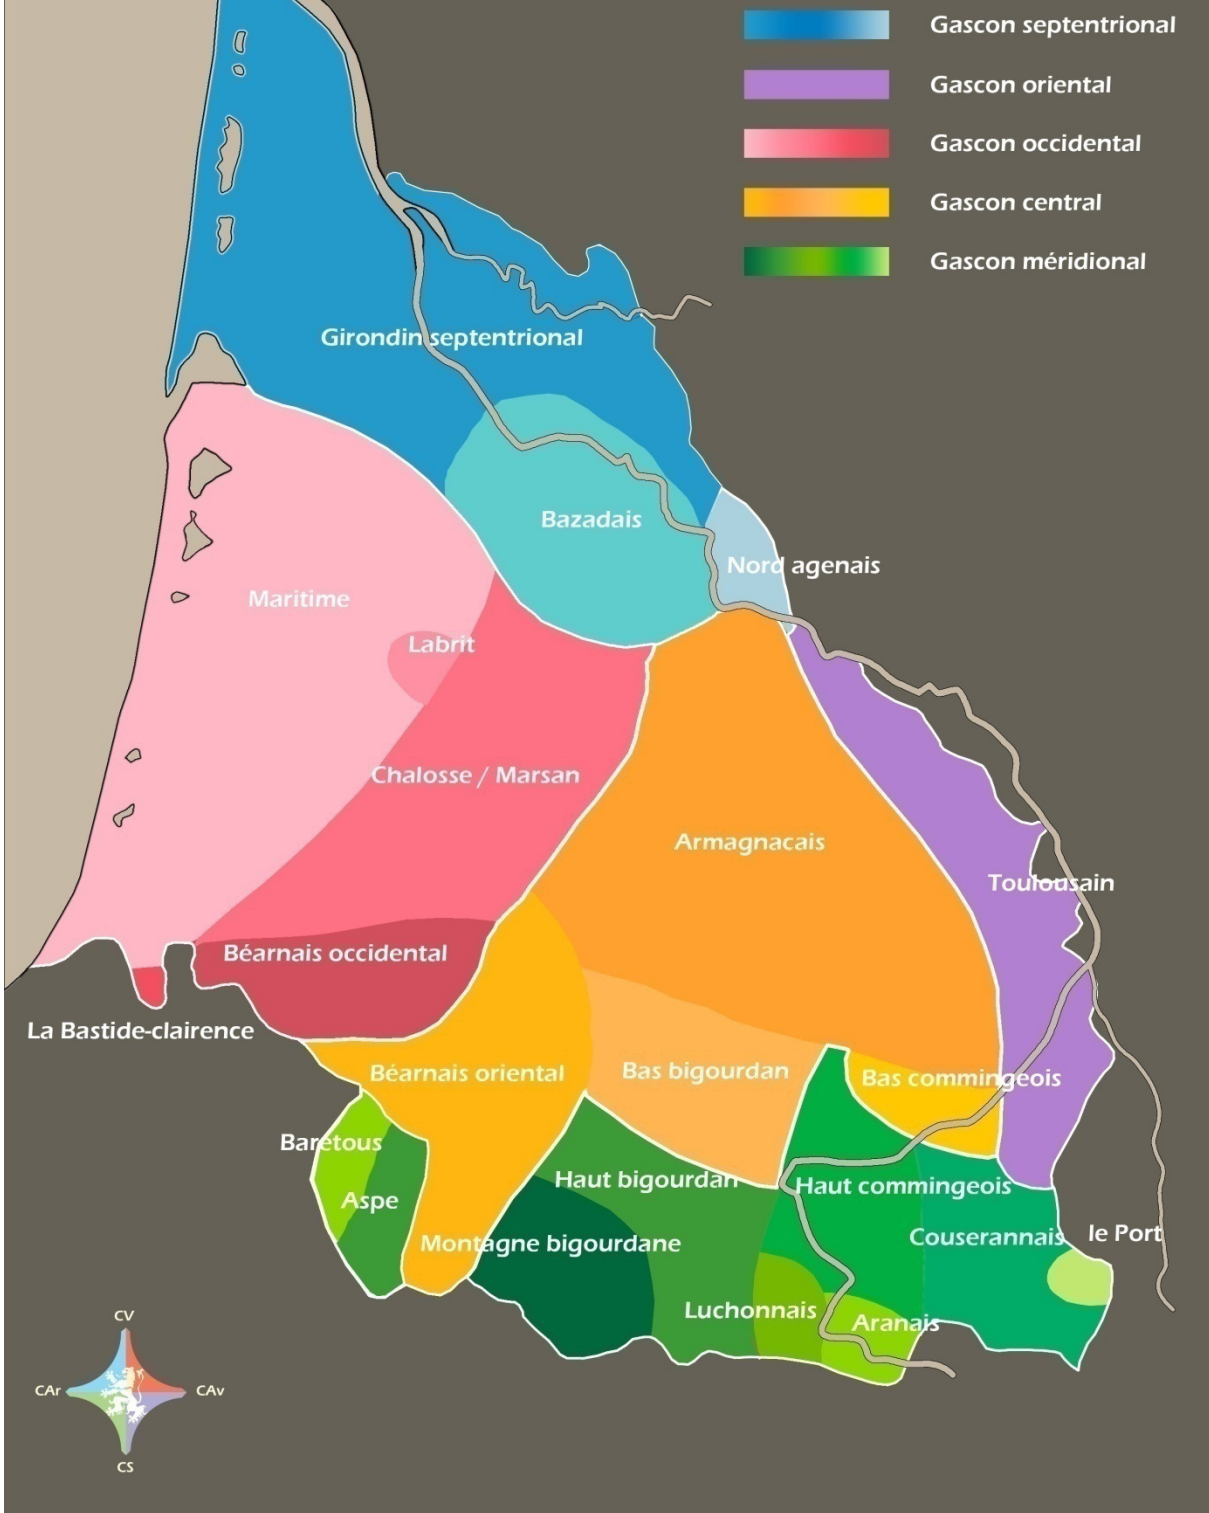 Gascon septentrional
Gascon oriental
Gascon occidental
Gascon central
Gascon méridional
Girondin septentrional
Bazadais
Nord agenais
Maritime
Labrit
Chalosse / Marsan
Armagnacais
Toulousain
Béarnais occidental
La Bastide-clairence
Béarnais oriental
Bas bigourdan
Bas commingeois
Baretous
Haut bigourdan
Haut commingeois
Aspe
Couserannais
le Port
Montagne bigourdane
Luchonnais
Aranais
CV
CAr
CAv
CS